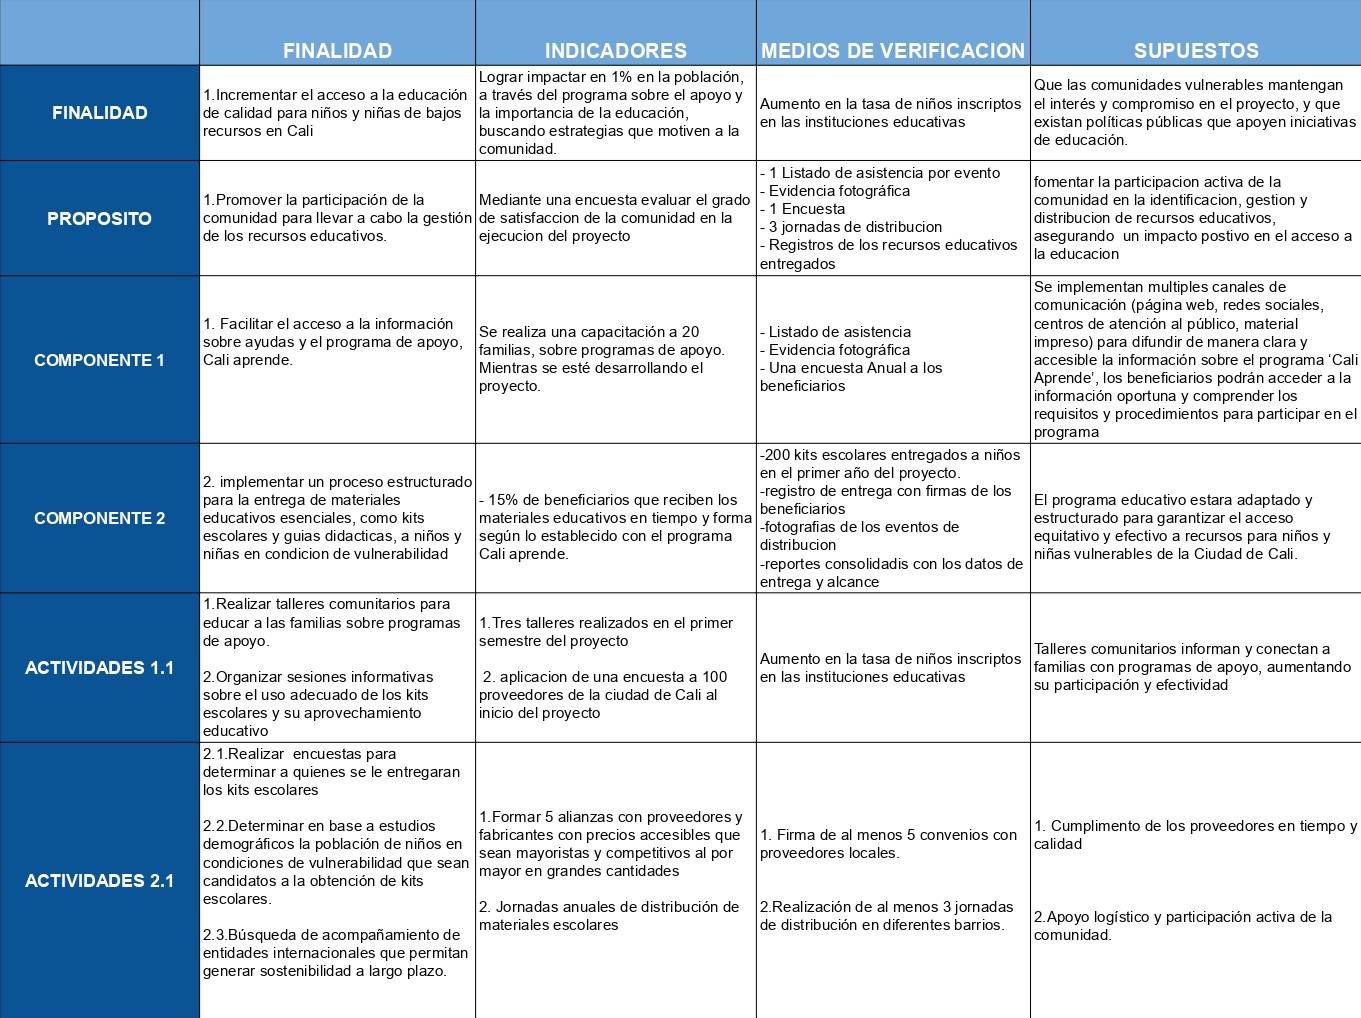 FINALIDAD
INDICADORES
MEDIOS DE VERIFICACION
SUPUESTOS
FINALIDAD
1.Incrementar el acceso a la educación
de calidad para niños y niñas de bajos
recursos en Cali
Lograr impactar en 1% en la población,
a través del programa sobre el apoyo y
la importancia de la educación,
buscando estrategias que motiven a la
comunidad.
Aumento en la tasa de niños inscriptos
en las instituciones educativas
Que las comunidades vulnerables mantengan
el interés y compromiso en el proyecto, y que
existan políticas públicas que apoyen iniciativas
de educación.
PROPOSITO
1.Promover la participación de la
comunidad para llevar a cabo la gestión
de los recursos educativos.
Mediante una encuesta evaluar el grado
de satisfaccion de la comunidad en la
ejecucion del proyecto
- 1 Listado de asistencia por evento
- Evidencia fotográfica
- 1 Encuesta
- 3 jornadas de distribucion
- Registros de los recursos educativos
entregados
fomentar la participacion activa de la
comunidad en la identificacion, gestion y
distribucion de recursos educativos,
asegurando  un impacto postivo en el acceso a
la educacion
COMPONENTE 1
1. Facilitar el acceso a la información
sobre ayudas y el programa de apoyo,
Cali aprende.
Se realiza una capacitación a 20
familias, sobre programas de apoyo.
Mientras se esté desarrollando el
proyecto.
- Listado de asistencia
- Evidencia fotográfica
- Una encuesta Anual a los
beneficiarios
Se implementan multiples canales de
comunicación (página web, redes sociales,
centros de atención al público, material
impreso) para difundir de manera clara y
accesible la información sobre el programa ‘Cali
Aprende’, los beneficiarios podrán acceder a la
información oportuna y comprender los
requisitos y procedimientos para participar en el
programa
COMPONENTE 2
2. implementar un proceso estructurado
para la entrega de materiales
educativos esenciales, como kits
escolares y guias didacticas, a niños y
niñas en condicion de vulnerabilidad
- 15% de beneficiarios que reciben los
materiales educativos en tiempo y forma
según lo establecido con el programa
Cali aprende.
-200 kits escolares entregados a niños
en el primer año del proyecto.
-registro de entrega con firmas de los
beneficiarios
-fotografias de los eventos de
distribucion
-reportes consolidadis con los datos de
entrega y alcance
El programa educativo estara adaptado y
estructurado para garantizar el acceso
equitativo y efectivo a recursos para niños y
niñas vulnerables de la Ciudad de Cali.
ACTIVIDADES 1.1
1.Realizar talleres comunitarios para
educar a las familias sobre programas
de apoyo.
2.Organizar sesiones informativas
sobre el uso adecuado de los kits
escolares y su aprovechamiento
educativo
1.Tres talleres realizados en el primer
semestre del proyecto
2. aplicacion de una encuesta a 100
proveedores de la ciudad de Cali al
inicio del proyecto
Aumento en la tasa de niños inscriptos
en las instituciones educativas
Talleres comunitarios informan y conectan a
familias con programas de apoyo, aumentando
su participación y efectividad
ACTIVIDADES 2.1
2.1.Realizar  encuestas para
determinar a quienes se le entregaran
los kits escolares
2.2.Determinar en base a estudios
demográficos la población de niños en
condiciones de vulnerabilidad que sean
candidatos a la obtención de kits
escolares.
2.3.Búsqueda de acompañamiento de
entidades internacionales que permitan
generar sostenibilidad a largo plazo.
1.Formar 5 alianzas con proveedores y
fabricantes con precios accesibles que
sean mayoristas y competitivos al por
mayor en grandes cantidades
2. Jornadas anuales de distribución de
materiales escolares
1. Firma de al menos 5 convenios con
proveedores locales.
2.Realización de al menos 3 jornadas
de distribución en diferentes barrios.
1. Cumplimento de los proveedores en tiempo y
calidad
2.Apoyo logístico y participación activa de la
comunidad.